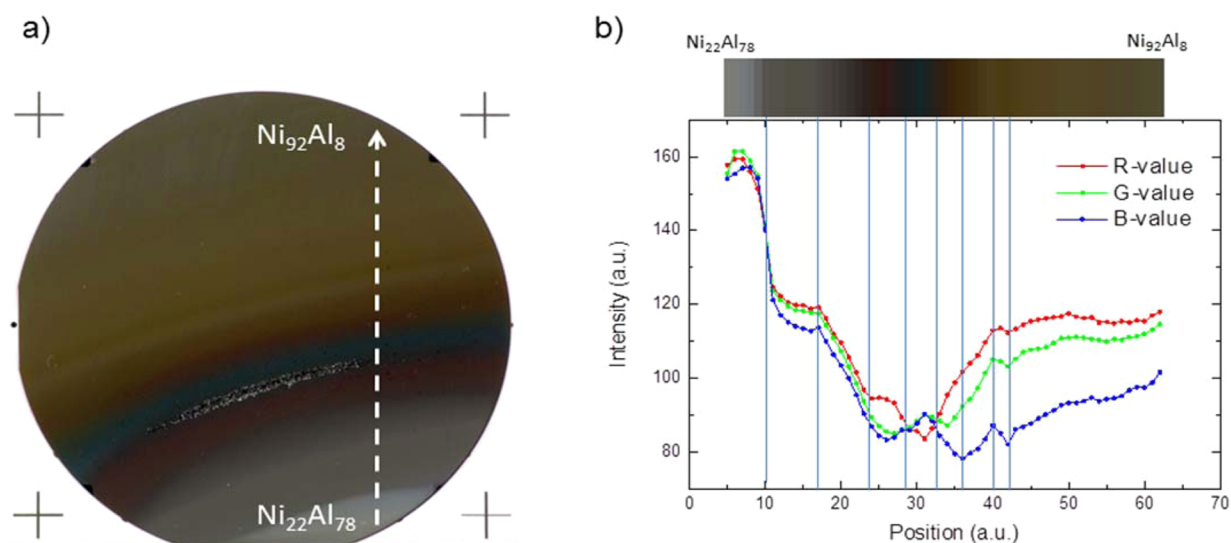 a)
Ni₉₂Al₈
Ni₂₂Al₇₈
b)
Ni₂₂Al₇₈ Ni₉₂Al₈
160
140
120
100
80
Intensity (a.u.)
R-value
G-value
B-value
0 10 20 30 40 50 60
Position (a.u.)